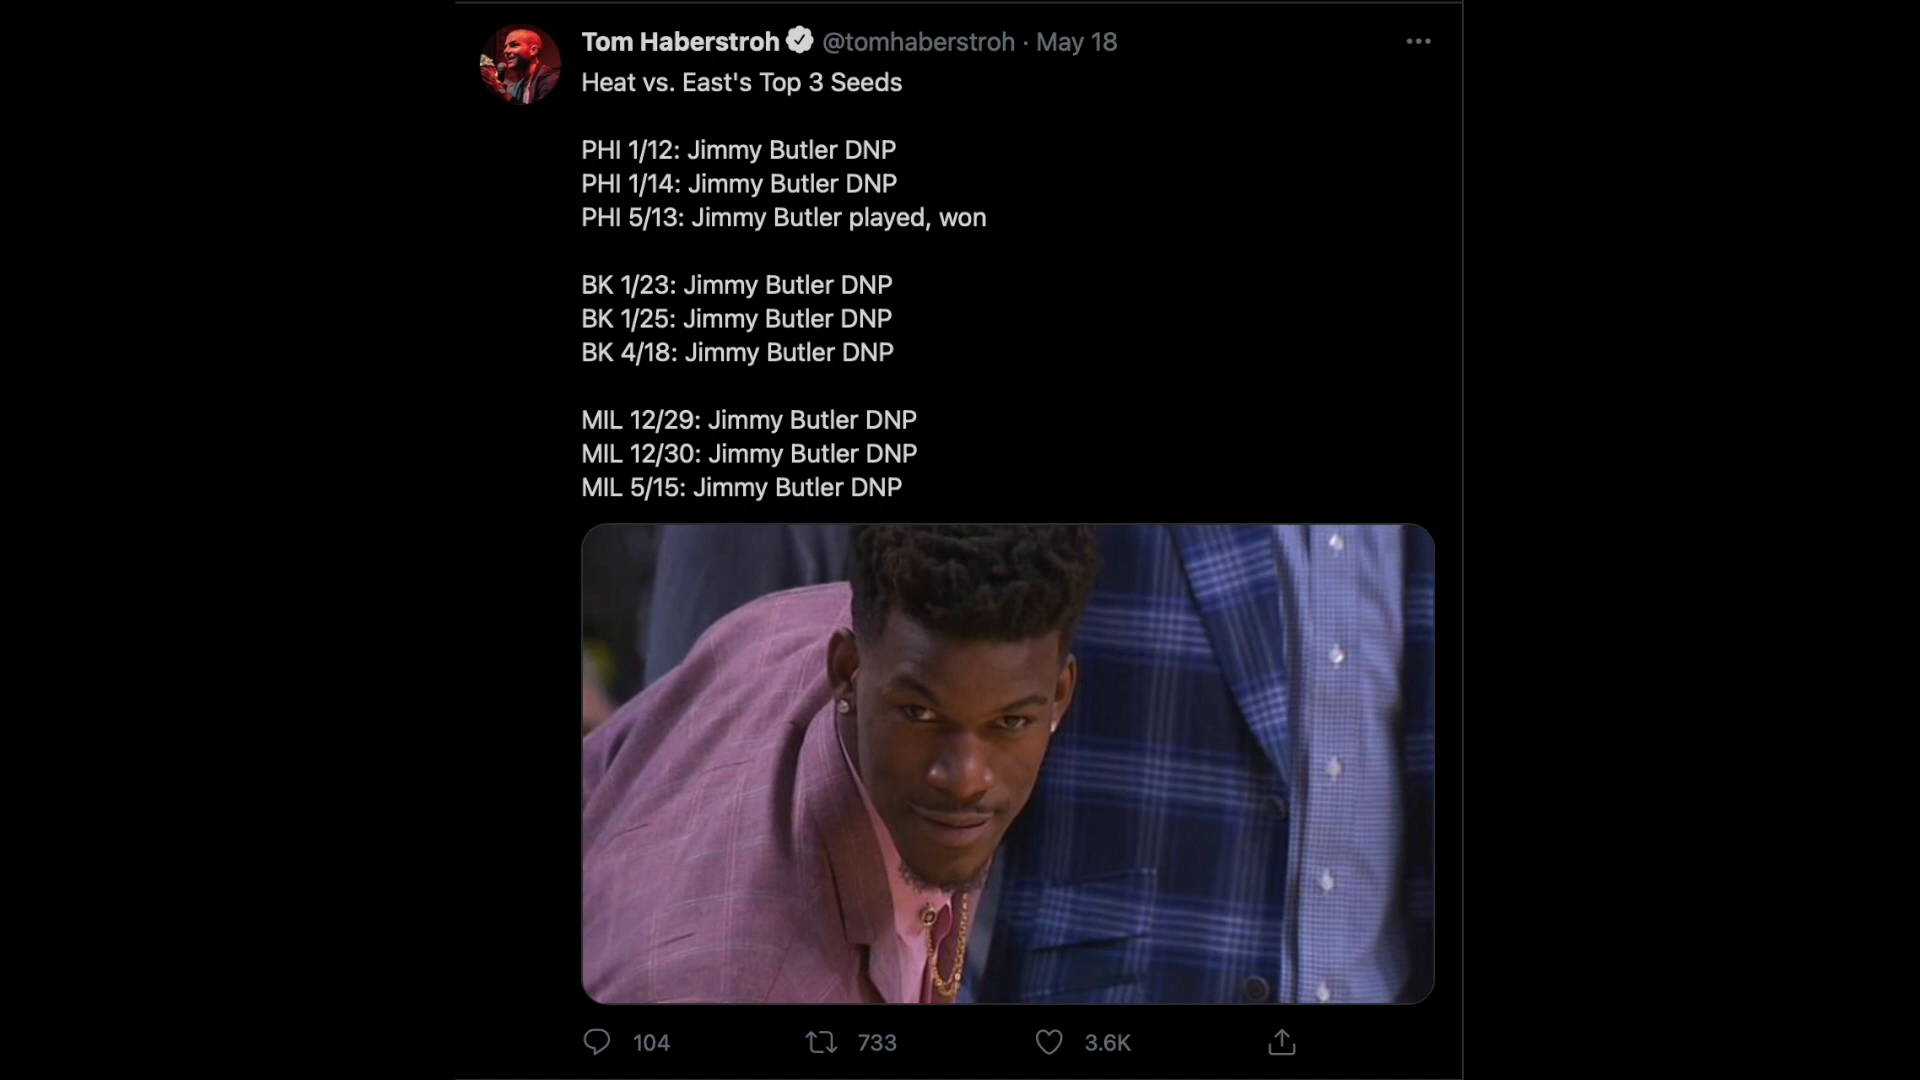 Tom Haberstroh @tomhaberstroh · May 18
Heat vs. East's Top 3 Seeds
PHI 1/12: Jimmy Butler DNP
PHI 1/14: Jimmy Butler DNP
PHI 5/13: Jimmy Butler played, won
BK 1/23: Jimmy Butler DNP
BK 1/25: Jimmy Butler DNP
BK 4/18: Jimmy Butler DNP
MIL 12/29: Jimmy Butler DNP
MIL 12/30: Jimmy Butler DNP
MIL 5/15: Jimmy Butler DNP
104 733 3.6K